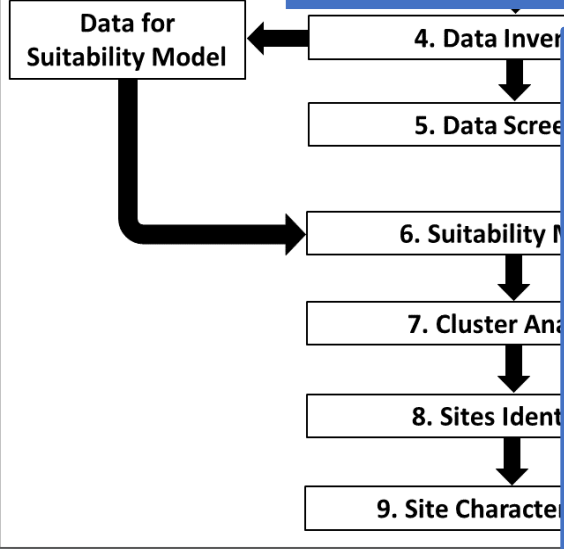 Data for
Suitability Model
4. Data Inver
5. Data Scree
6. Suitability
7. Cluster Ana
8. Sites Ident
9. Site Character